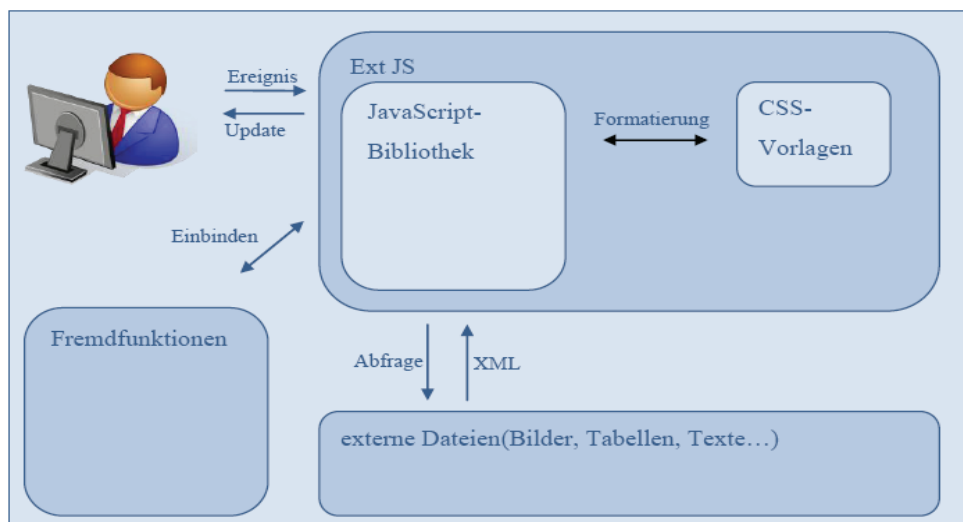 Ereignis
Update
Ext JS
JavaScript-
Bibliothek
Formatierung
CSS-
Vorlagen
Einbinden
Fremdfunktionen
Abfrage
XML
externe Dateien(Bilder, Tabellen, Texte…)